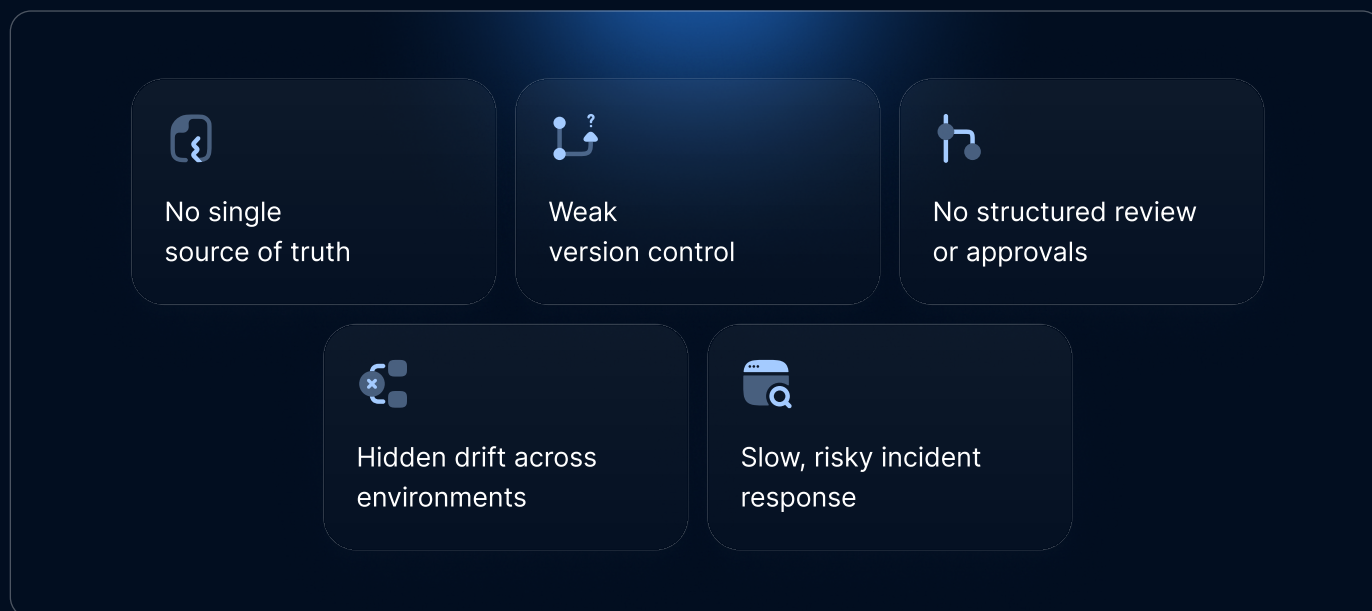 No single
source of truth
Weak
version control
No structured review
or approvals
Hidden drift across
environments
Slow, risky incident
response